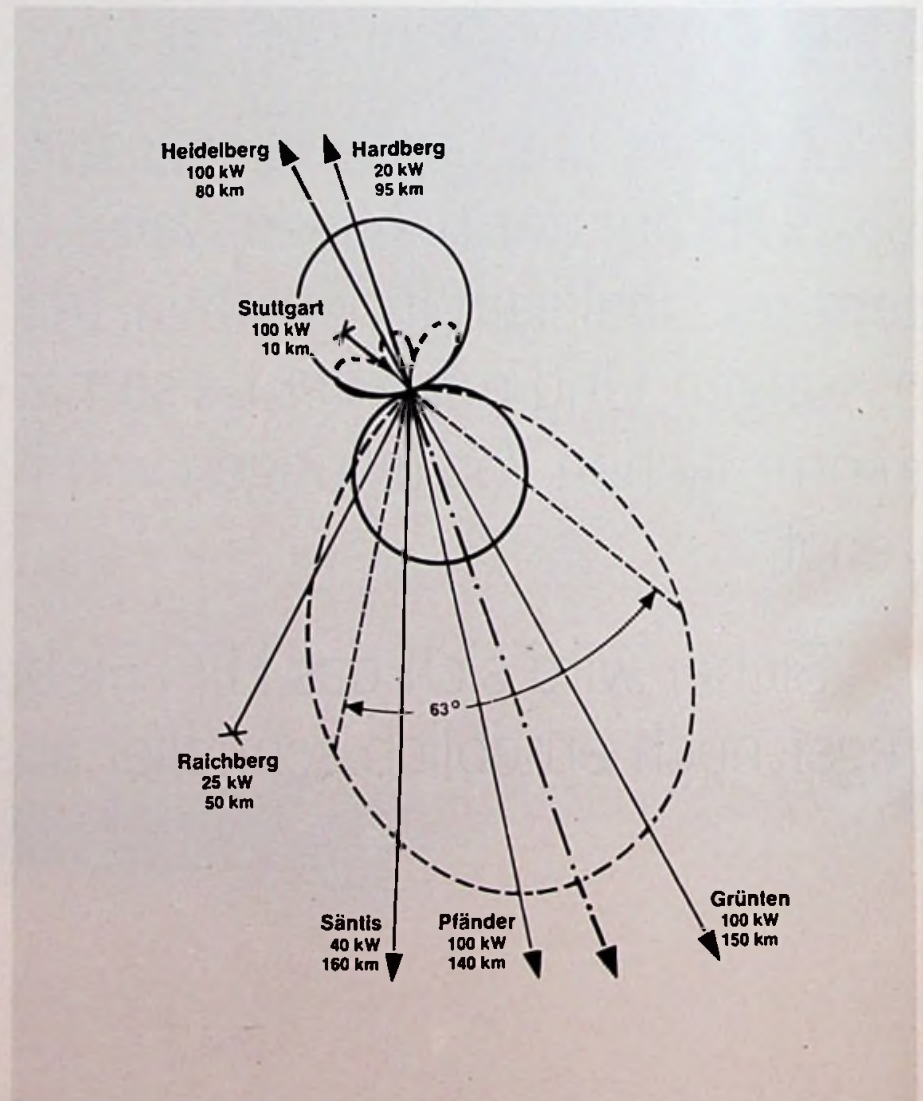 Heidelberg
100 kW
80 km
Hardberg
20 kW
95 km
Stuttgart
100 kW
10 km
63°
Raichberg
25 kW
50 km
Säntis
40 kW
160 km
Pfänder
100 kW
140 km
Grünten
100 kW
150 km